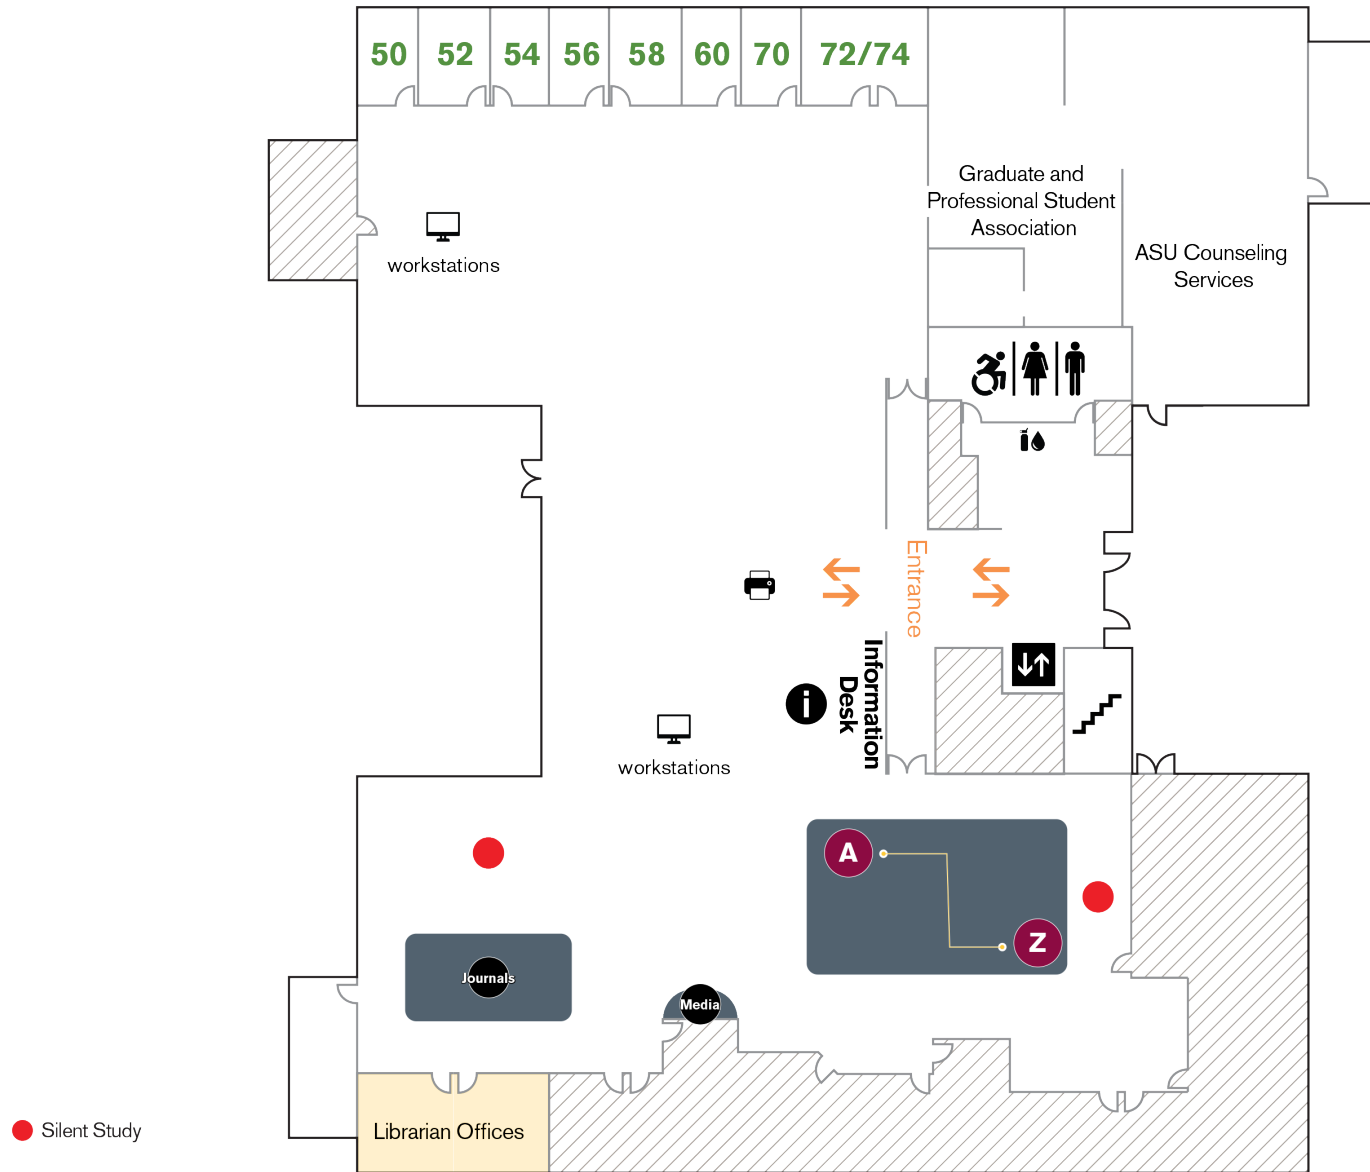 50 52 54 56 58 60 70 72/74
Graduate and
Professional Student
Association
ASU Counseling
Services
workstations
Entrance
Information
Desk
i
workstations
A
Z
Journals
Media
Silent Study
Librarian Offices